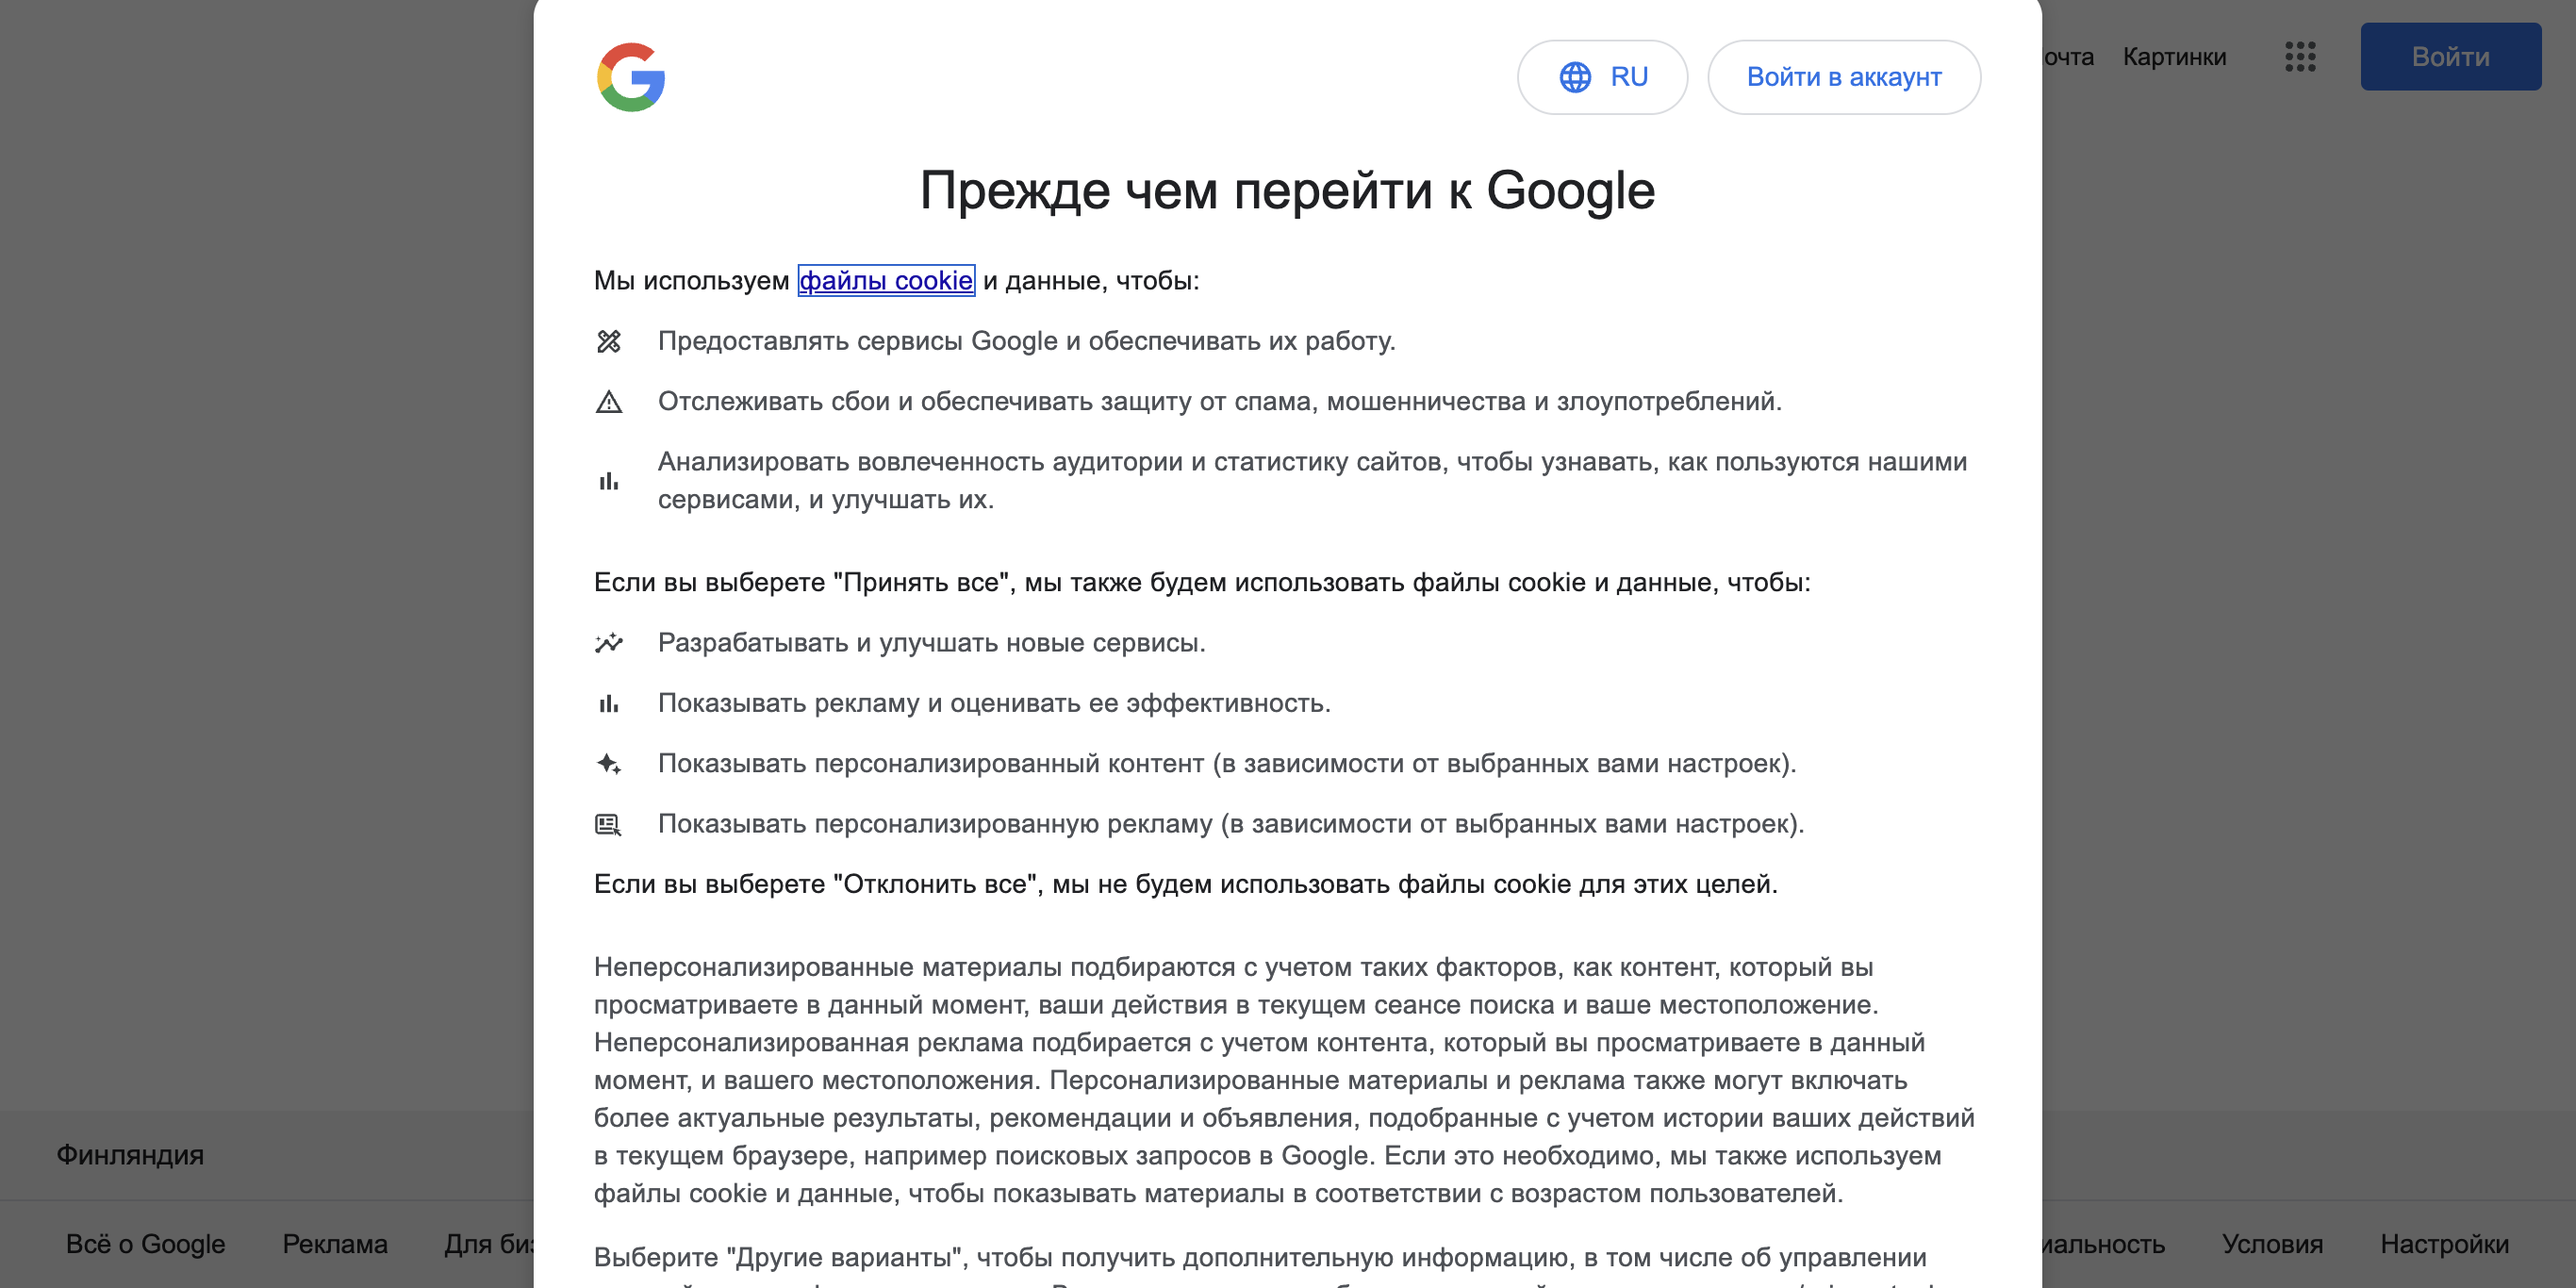 RU
Войти в аккаунт
Картинки
Войти
Прежде чем перейти к Google
Мы используем файлы cookie и данные, чтобы:
Предоставлять сервисы Google и обеспечивать их работу.
Отслеживать сбои и обеспечивать защиту от спама, мошенничества и злоупотреблений.
Анализировать вовлеченность аудитории и статистику сайтов, чтобы узнавать, как пользуются нашими
сервисами, и улучшать их.
Если вы выберете "Принять все", мы также будем использовать файлы cookie и данные, чтобы:
Разрабатывать и улучшать новые сервисы.
Показывать рекламу и оценивать ее эффективность.
Показывать персонализированный контент (в зависимости от выбранных вами настроек).
Показывать персонализированную рекламу (в зависимости от выбранных вами настроек).
Если вы выберете "Отклонить все", мы не будем использовать файлы cookie для этих целей.
Неперсонализированные материалы подбираются с учетом таких факторов, как контент, который вы
просматриваете в данный момент, ваши действия в текущем сеансе поиска и ваше местоположение.
Неперсонализированная реклама подбирается с учетом контента, который вы просматриваете в данный
момент, и вашего местоположения. Персонализированные материалы и реклама также могут включать
более актуальные результаты, рекомендации и объявления, подобранные с учетом истории ваших действий
в текущем браузере, например поисковых запросов в Google. Если это необходимо, мы также используем
файлы cookie и данные, чтобы показывать материалы в соответствии с возрастом пользователей.
Выберите "Другие варианты", чтобы получить дополнительную информацию, в том числе об управлении
Финляндия
Всё о Google
Реклама
Для
Условия
Настройки